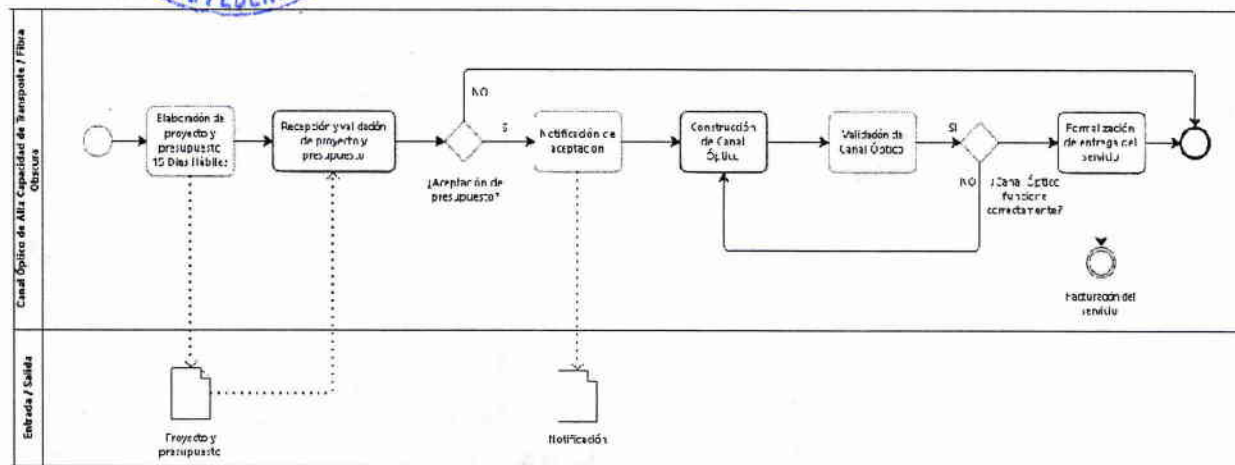 Canal Óptico de Alta Capacidad de Transporte / Fibra
Obscura
Elaboración de
proyecto y
presupuesto
15 Días Hábiles
Recepción y validación
de proyecto y
presupuesto
¿Aceptación de
presupuesto?
NO
S
Notificación de
aceptación
Construcción
de Canal
Óptico
Validación de
Canal Óptico
SI
NO
¿Canal Óptico
funcione
correctamente?
Formalización
de entrega del
servicio
Facturación del
servicio
Entrada / Salida
Proyecto y
presupuesto
Notificación